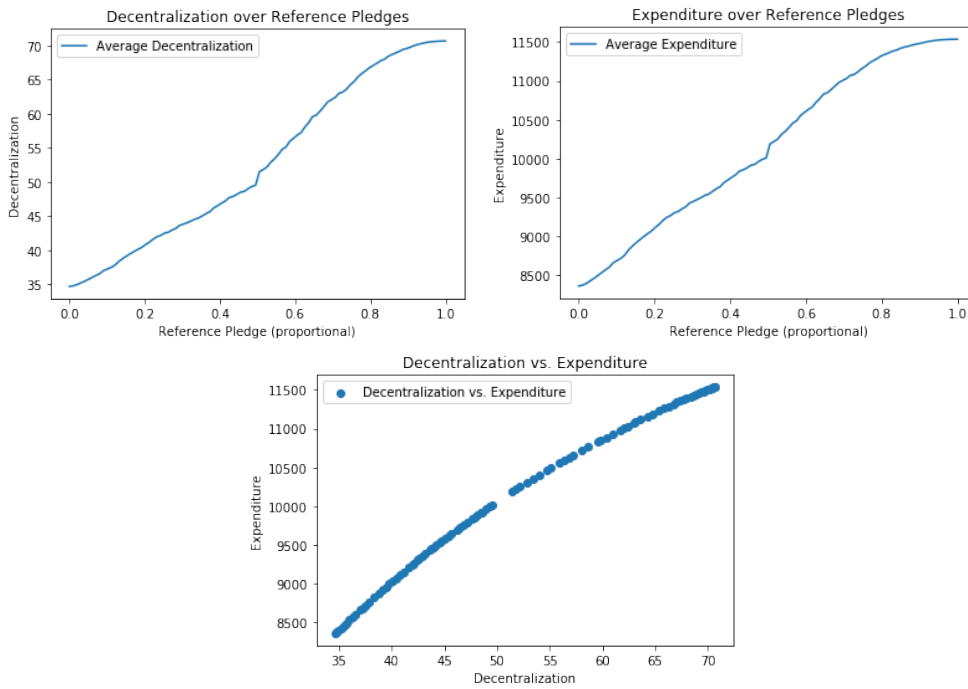 Decentralization over Reference Pledges
Average Decentralization
70
65
60
55
50
45
40
35
Decentralization
0.0 0.2 0.4 0.6 0.8 1.0
Reference Pledge (proportional)
Expenditure over Reference Pledges
Average Expenditure
11500
11000
10500
10000
9500
9000
8500
Expenditure
0.0 0.2 0.4 0.6 0.8 1.0
Reference Pledge (proportional)
Decentralization vs. Expenditure
Decentralization vs. Expenditure
11500
11000
10500
10000
9500
9000
8500
Expenditure
35 40 45 50 55 60 65 70
Decentralization